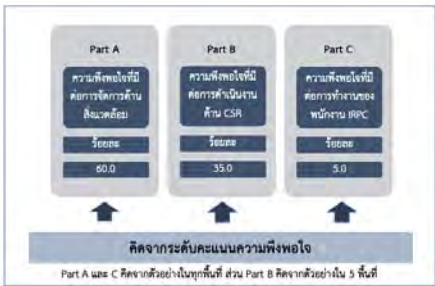 Part A
ความพึงพอใจที่มี
ต่อการจัดการด้าน
สิ่งแวดล้อม
ร้อยละ
60.0
Part B
ความพึงพอใจที่มี
ต่อการดำเนินงาน
ด้าน CSR
ร้อยละ
35.0
Part C
ความพึงพอใจที่มี
ต่อการทำงานของ
พนักงาน IRPC
ร้อยละ
5.0
คิดจากระดับคะแนนความพึงพอใจ
Part A และ C คิดจากตัวอย่างในทุกพื้นที่ ส่วน Part B คิดจากตัวอย่างใน 5 พื้นที่